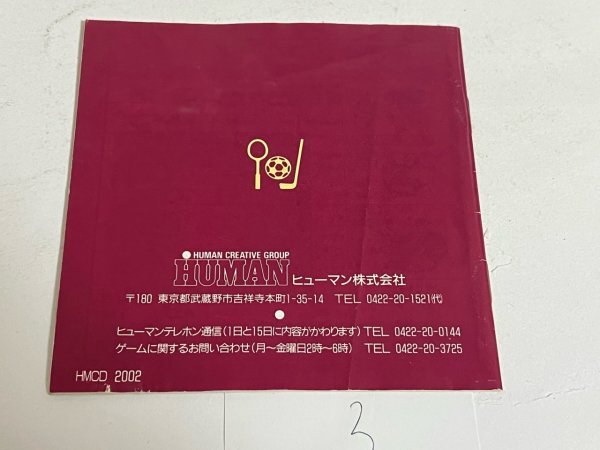 HUMAN CREATIVE GROUP
HUMAN ヒューマン株式会社
〒180 東京都武蔵野市吉祥寺本町1-35-14 TEL 0422-20-1521(代)
ヒューマンテレホン通信(1日と15日に内容がかわります) TEL 0422-20-0144
ゲームに関するお問い合わせ(月〜金曜日2時〜6時) TEL 0422-20-3725
HMCD 2002
3